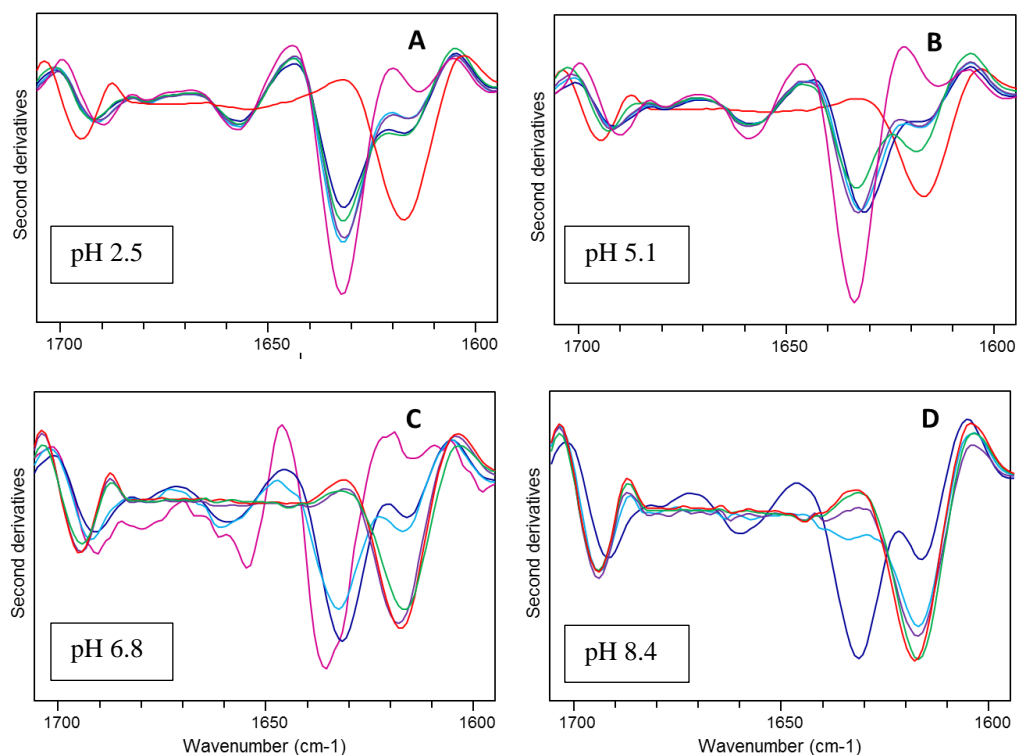 A
Second derivatives
pH 2.5
1700
1650
1600
B
Second derivatives
pH 5.1
1700
1650
1600
C
Second derivatives
pH 6.8
1700
1650
1600
Wavenumber (cm-1)
D
Second derivatives
pH 8.4
1700
1650
1600
Wavenumber (cm-1)